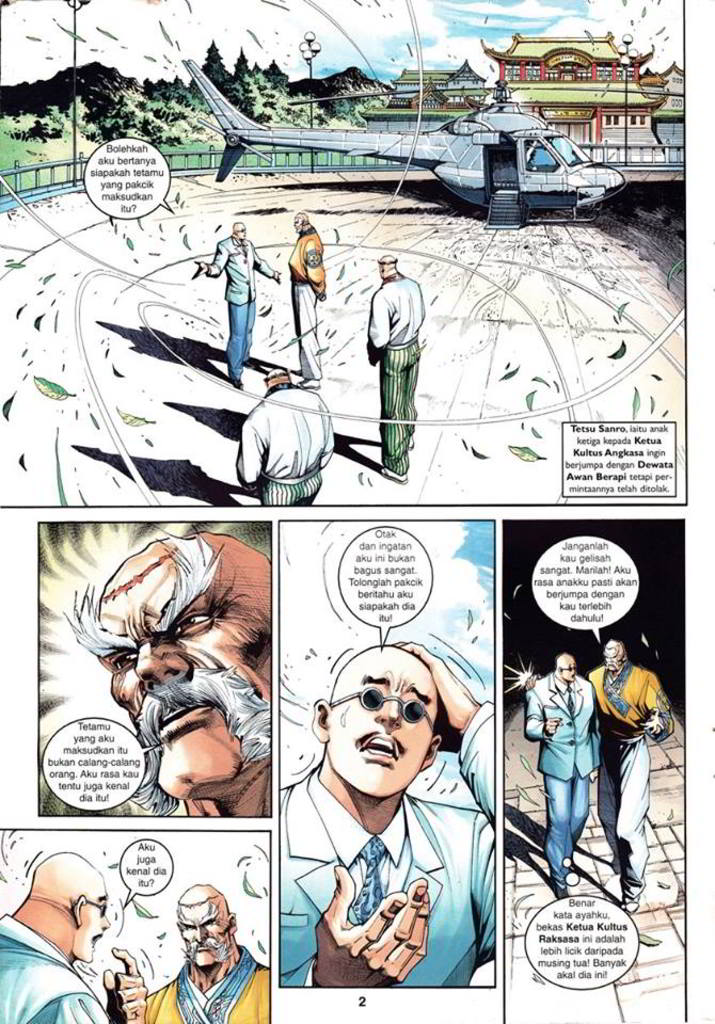 Bolehkah
aku bertanya
siapakah tetamu
yang pakcik
maksudkan
itu?
Tetsu Sanro, iaitu anak
ketiga kepada Ketua
Kultus Angkasa ingin
berjumpa dengan Dewata
Awan Berapi tetapi per-
mintaannya telah ditolak.
Tetamu
yang aku
maksudkan itu
bukan calang-calang
orang. Aku rasa kau
tentu juga kenal
dia itu!
Aku
juga
kenal dia
itu?
Otak
dan ingatan
aku ini bukan
bagus sangat.
Tolonglah pakcik
beritahu aku
siapakah dia
itu!
Janganlah
kau gelisah
sangat. Marilah! Aku
rasa anakku pasti akan
berjumpa dengan
kau terlebih
dahulu!
Benar
kata ayahku,
bekas Ketua Kultus
Raksasa ini adalah
lebih licik daripada
musing tua! Banyak
akal dia ini!
2